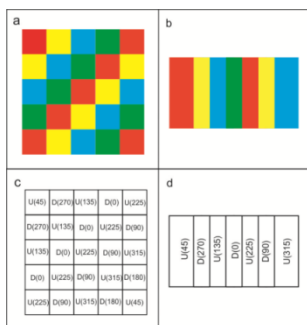 a
b
c
U(45) D(270) U(135) D(0) U(225)
D(270) U(135) D(0) U(225) D(90)
U(135) D(0) U(225) D(90) U(315)
D(0) U(225) D(90) U(315) D(180)
U(225) D(90) U(315) D(180) U(45)
d
U(45)
D(270)
U(135)
D(0)
U(225)
D(90)
U(315)